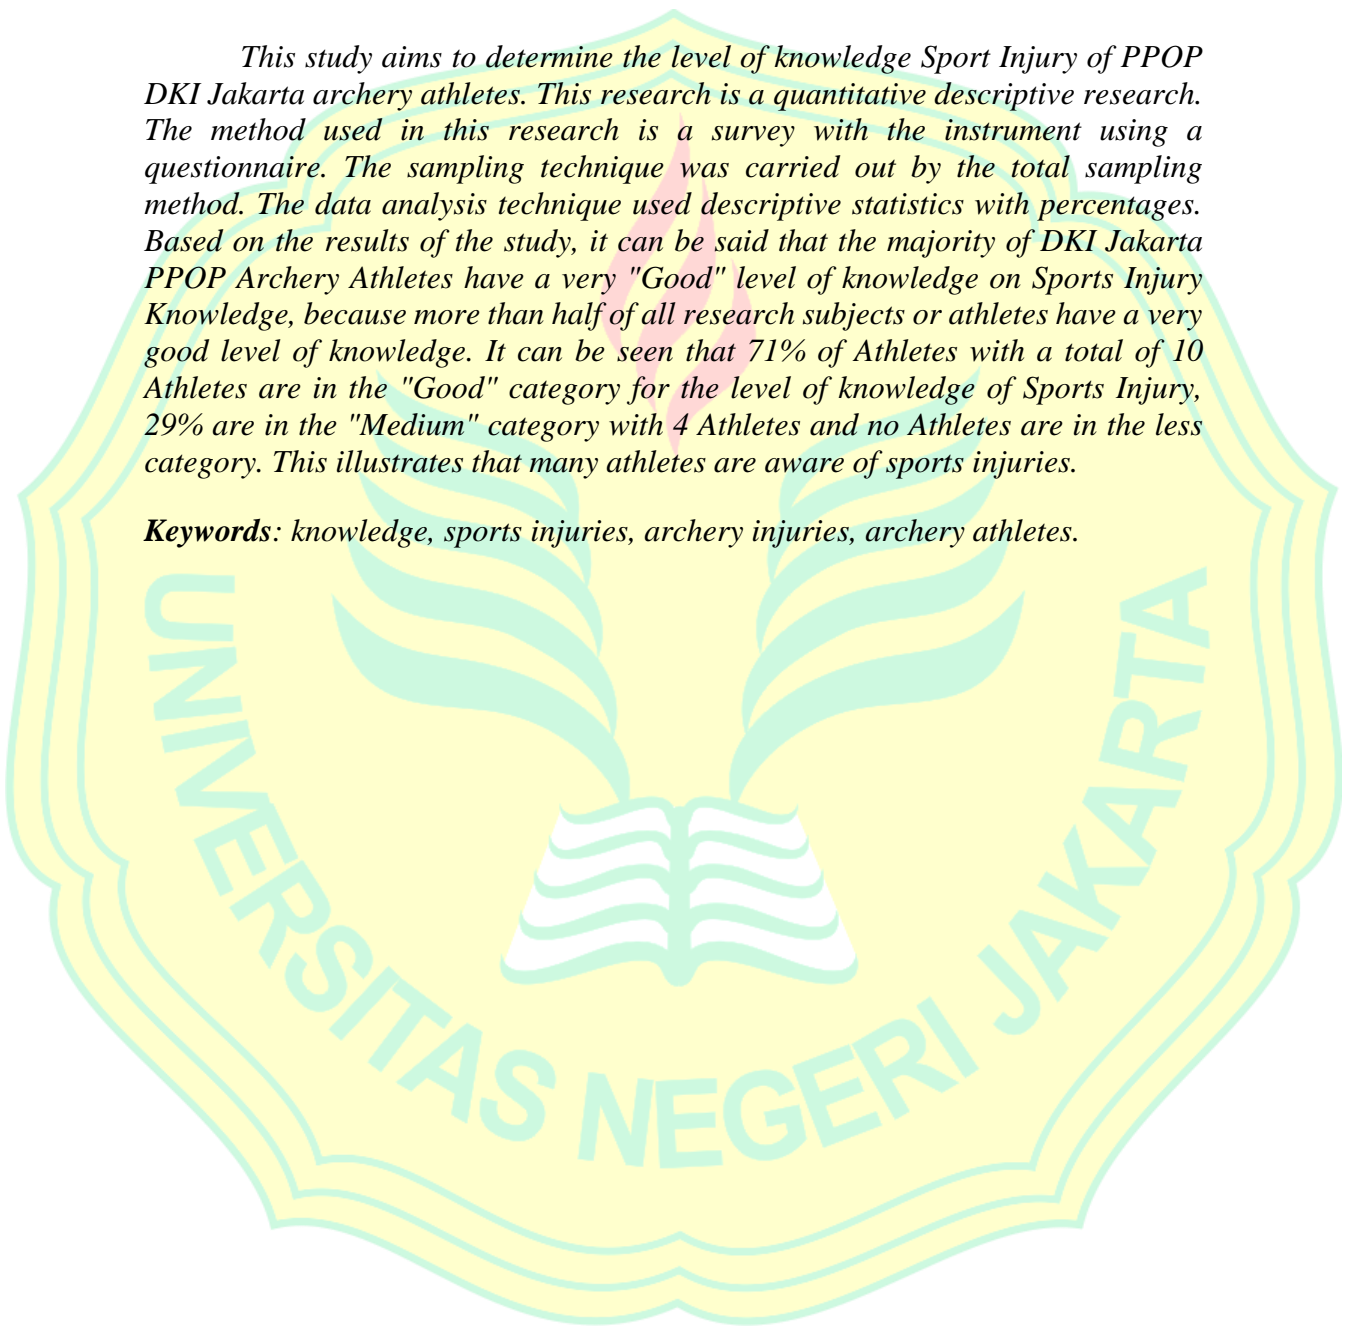 This study aims to determine the level of knowledge Sport Injury of PPOP
DKI Jakarta archery athletes. This research is a quantitative descriptive research.
The method used in this research is a survey with the instrument using a
questionnaire. The sampling technique was carried out by the total sampling
method. The data analysis technique used descriptive statistics with percentages.
Based on the results of the study, it can be said that the majority of DKI Jakarta
PPOP Archery Athletes have a very "Good" level of knowledge on Sports Injury
Knowledge, because more than half of all research subjects or athletes have a very
good level of knowledge. It can be seen that 71% of Athletes with a total of 10
Athletes are in the "Good" category for the level of knowledge of Sports Injury,
29% are in the "Medium" category with 4 Athletes and no Athletes are in the less
category. This illustrates that many athletes are aware of sports injuries.
Keywords: knowledge, sports injuries, archery injuries, archery athletes.
UNIVERSITAS NEGERI JAKARTA